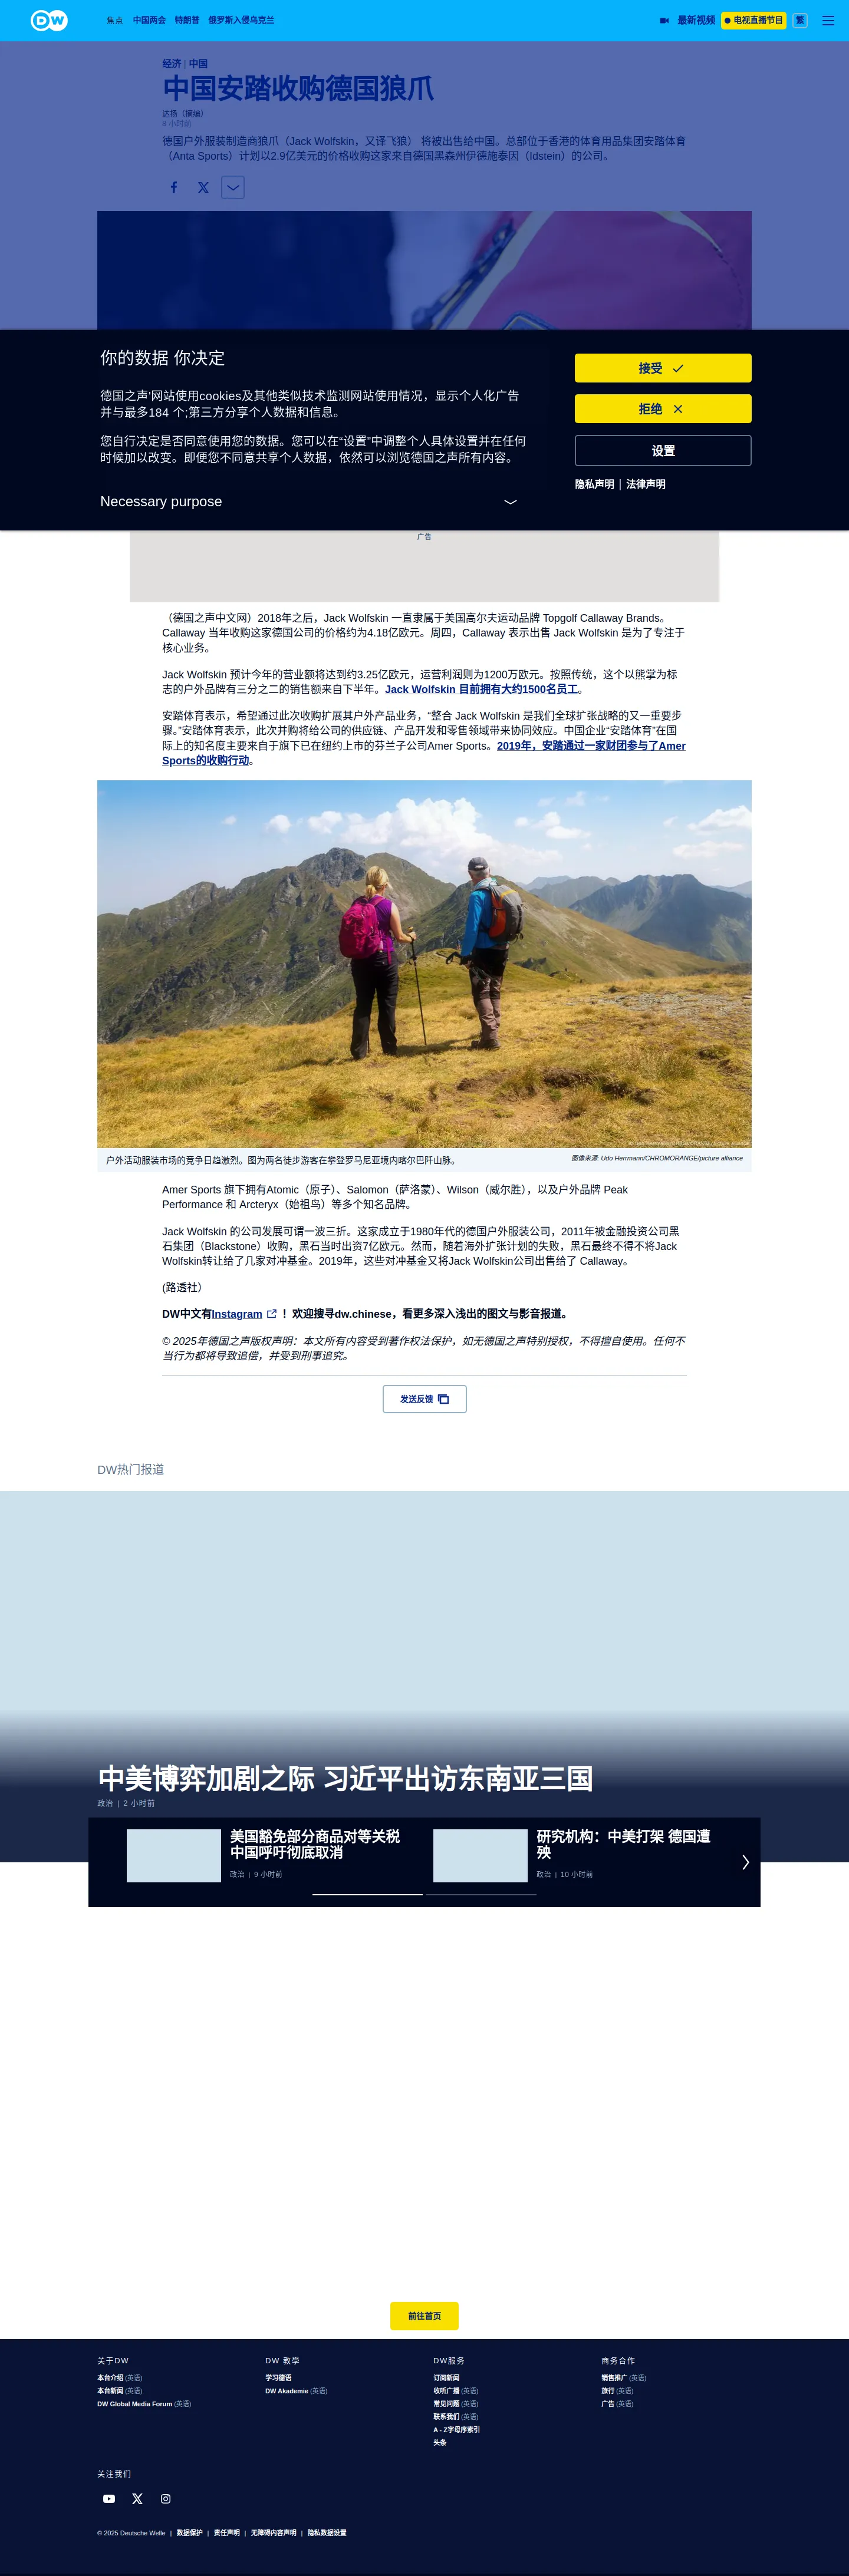 DW
焦点 中国两会 特朗普 俄罗斯入侵乌克兰
最新视频 电视直播节目 繁
经济 | 中国
中国安踏收购德国狼爪
达扬（摘编）
8 小时前
德国户外服装制造商狼爪（Jack Wolfskin，又译飞狼） 将被出售给中国。总部位于香港的体育用品集团安踏体育
（Anta Sports）计划以2.9亿美元的价格收购这家来自德国黑森州伊德施泰因（Idstein）的公司。
你的数据 你决定
德国之声'网站使用cookies及其他类似技术监测网站使用情况，显示个人化广告
并与最多184 个;第三方分享个人数据和信息。
您自行决定是否同意使用您的数据。您可以在“设置”中调整个人具体设置并在任何
时候加以改变。即便您不同意共享个人数据，依然可以浏览德国之声所有内容。
Necessary purpose
接受
拒绝
设置
隐私声明 | 法律声明
广告
（德国之声中文网）2018年之后，Jack Wolfskin 一直隶属于美国高尔夫运动品牌 Topgolf Callaway Brands。
Callaway 当年收购这家德国公司的价格约为4.18亿欧元。周四，Callaway 表示出售 Jack Wolfskin 是为了专注于
核心业务。
Jack Wolfskin 预计今年的营业额将达到约3.25亿欧元，运营利润则为1200万欧元。按照传统，这个以熊掌为标
志的户外品牌有三分之二的销售额来自下半年。Jack Wolfskin 目前拥有大约1500名员工。
安踏体育表示，希望通过此次收购扩展其户外产品业务，“整合 Jack Wolfskin 是我们全球扩张战略的又一重要步
骤。”安踏体育表示，此次并购将给公司的供应链、产品开发和零售领域带来协同效应。中国企业“安踏体育”在国
际上的知名度主要来自于旗下已在纽约上市的芬兰子公司Amer Sports。2019年，安踏通过一家财团参与了Amer
Sports的收购行动。
户外活动服装市场的竞争日趋激烈。图为两名徒步游客在攀登罗马尼亚境内喀尔巴阡山脉。
图像来源: Udo Herrmann/CHROMORANGE/picture alliance
Amer Sports 旗下拥有Atomic（原子）、Salomon（萨洛蒙）、Wilson（威尔胜），以及户外品牌 Peak
Performance 和 Arcteryx（始祖鸟）等多个知名品牌。
Jack Wolfskin 的公司发展可谓一波三折。这家成立于1980年代的德国户外服装公司，2011年被金融投资公司黑
石集团（Blackstone）收购，黑石当时出资7亿欧元。然而，随着海外扩张计划的失败，黑石最终不得不将Jack
Wolfskin转让给了几家对冲基金。2019年，这些对冲基金又将Jack Wolfskin公司出售给了 Callaway。
(路透社）
DW中文有Instagram ！欢迎搜寻dw.chinese，看更多深入浅出的图文与影音报道。
© 2025年德国之声版权声明：本文所有内容受到著作权法保护，如无德国之声特别授权，不得擅自使用。任何不
当行为都将导致追偿，并受到刑事追究。
发送反馈
DW热门报道
中美博弈加剧之际 习近平出访东南亚三国
政治 | 2 小时前
美国豁免部分商品对等关税
中国呼吁彻底取消
政治 | 9 小时前
研究机构：中美打架 德国遭
殃
政治 | 10 小时前
前往首页
关于DW
本台介绍 (英语)
本台新闻 (英语)
DW Global Media Forum (英语)
DW 教學
学习德语
DW Akademie (英语)
DW服务
订阅新闻
收听广播 (英语)
常见问题 (英语)
联系我们 (英语)
A - Z字母序索引
头条
商务合作
销售推广 (英语)
旅行 (英语)
广告 (英语)
关注我们
© 2025 Deutsche Welle | 数据保护 | 责任声明 | 无障碍内容声明 | 隐私数据设置